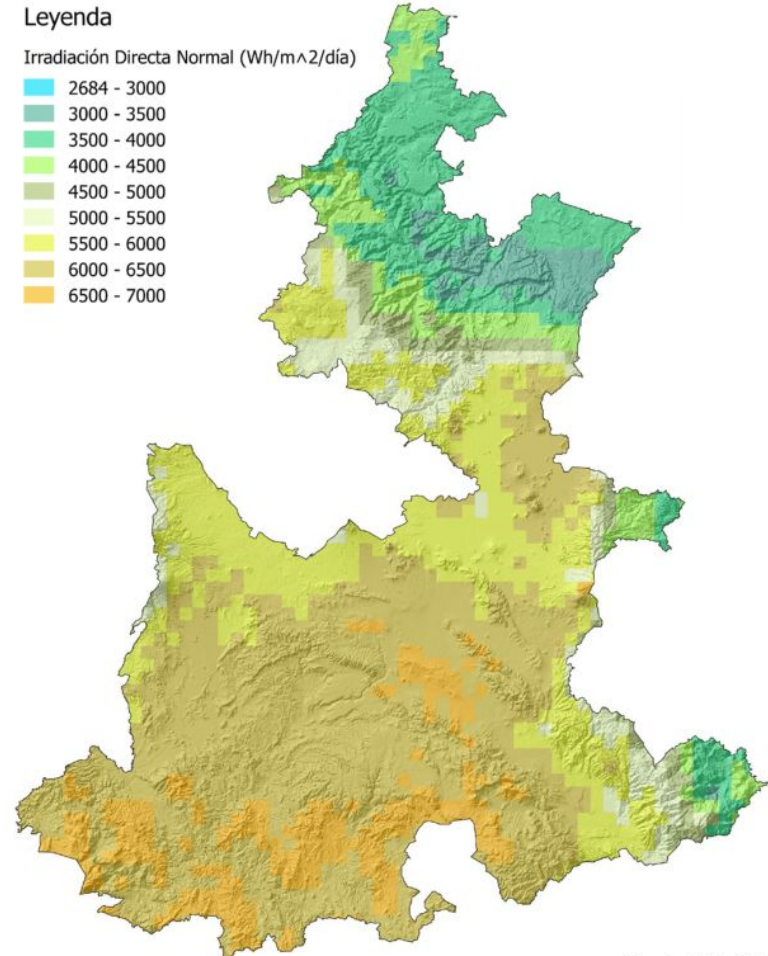 Leyenda
Irradiación Directa Normal (Wh/m^2/día)
2684 - 3000
3000 - 3500
3500 - 4000
4000 - 4500
4500 - 5000
5000 - 5500
5500 - 6000
6000 - 6500
6500 - 7000